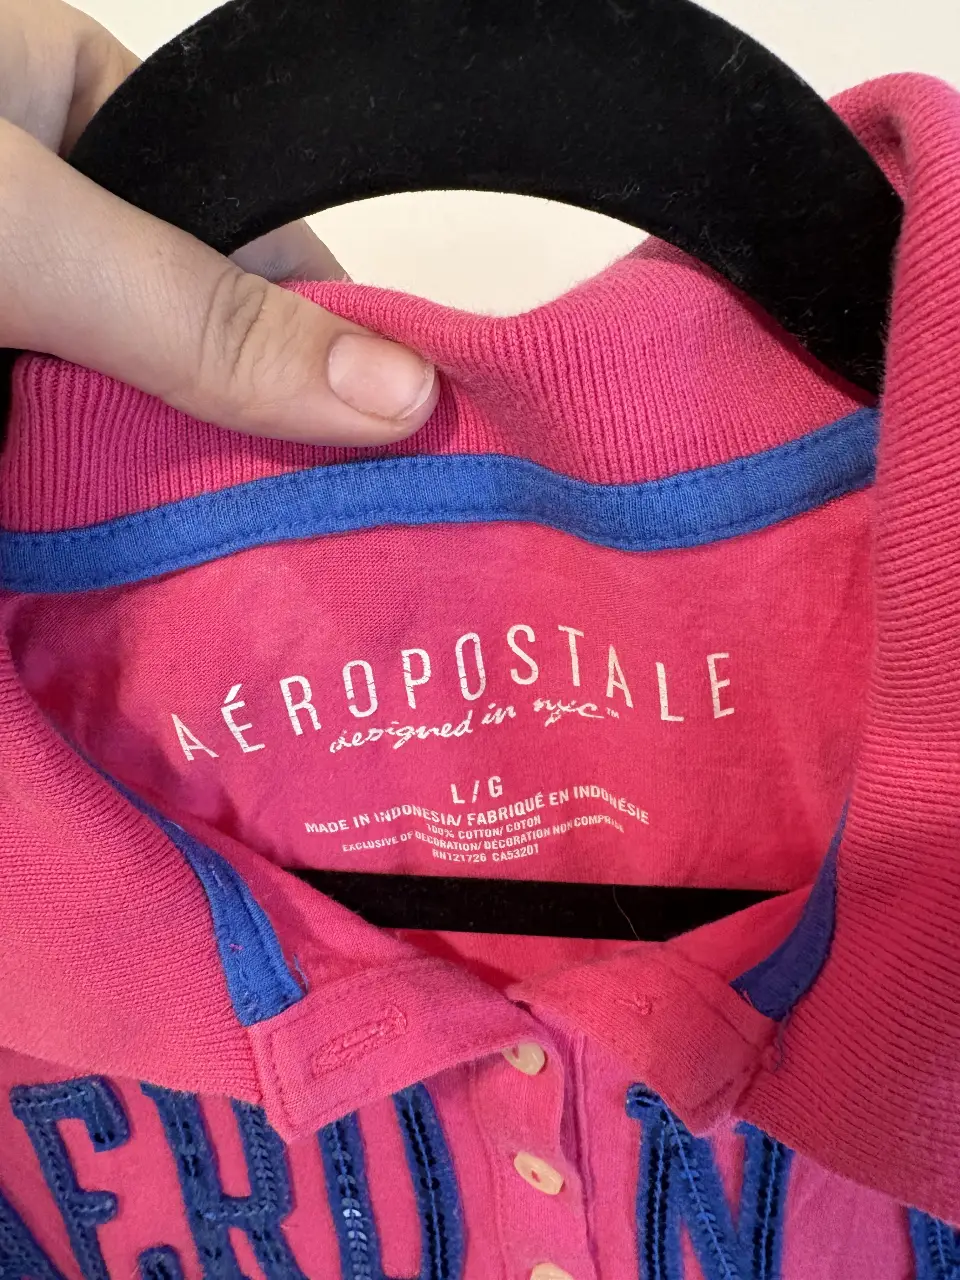 AÉROPOSTALE
designed in nyc™
L/G
MADE IN INDONESIA/ FABRIQUÉ EN INDONÉSIE
100% COTTON/ COTON
EXCLUSIVE OF DECORATION/ DÉCORATION NON COMPRISE
RN121726 CA53201
AERO N